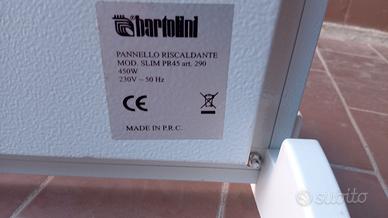 bartolini
PANNELLO RISCALDANTE
MOD. SLIM PR45 art. 290
450W
230V – 50 Hz
CE
MADE IN P.R.C.
subito